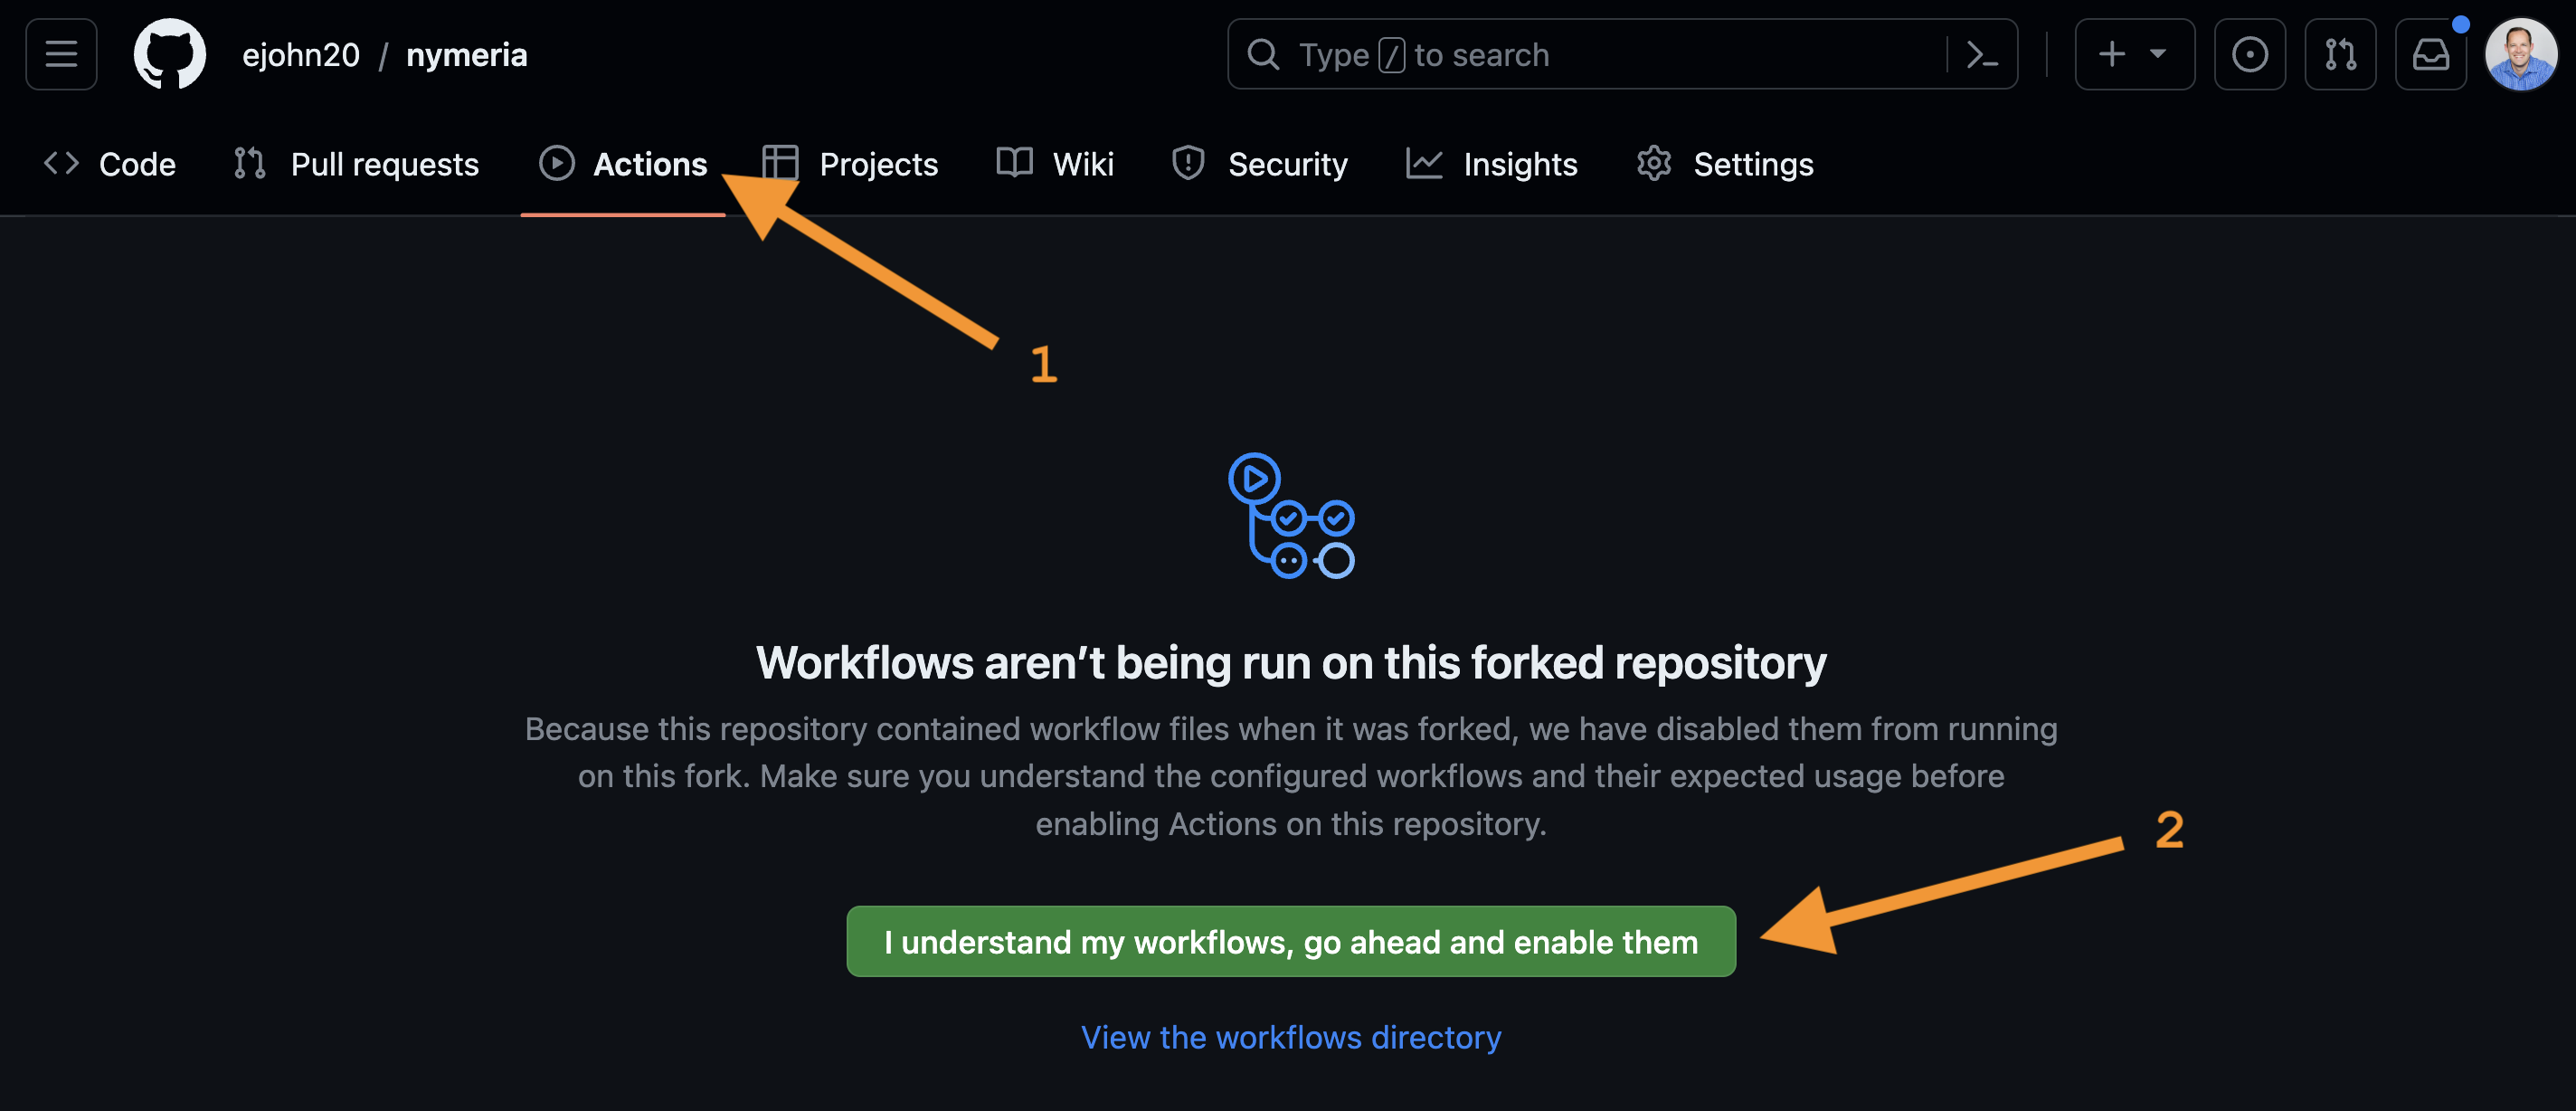 ejohn20 / nymeria
Type / to search
Code Pull requests Actions Projects Wiki Security Insights Settings
1
Workflows aren’t being run on this forked repository
Because this repository contained workflow files when it was forked, we have disabled them from running
on this fork. Make sure you understand the configured workflows and their expected usage before
enabling Actions on this repository.
2
I understand my workflows, go ahead and enable them
View the workflows directory